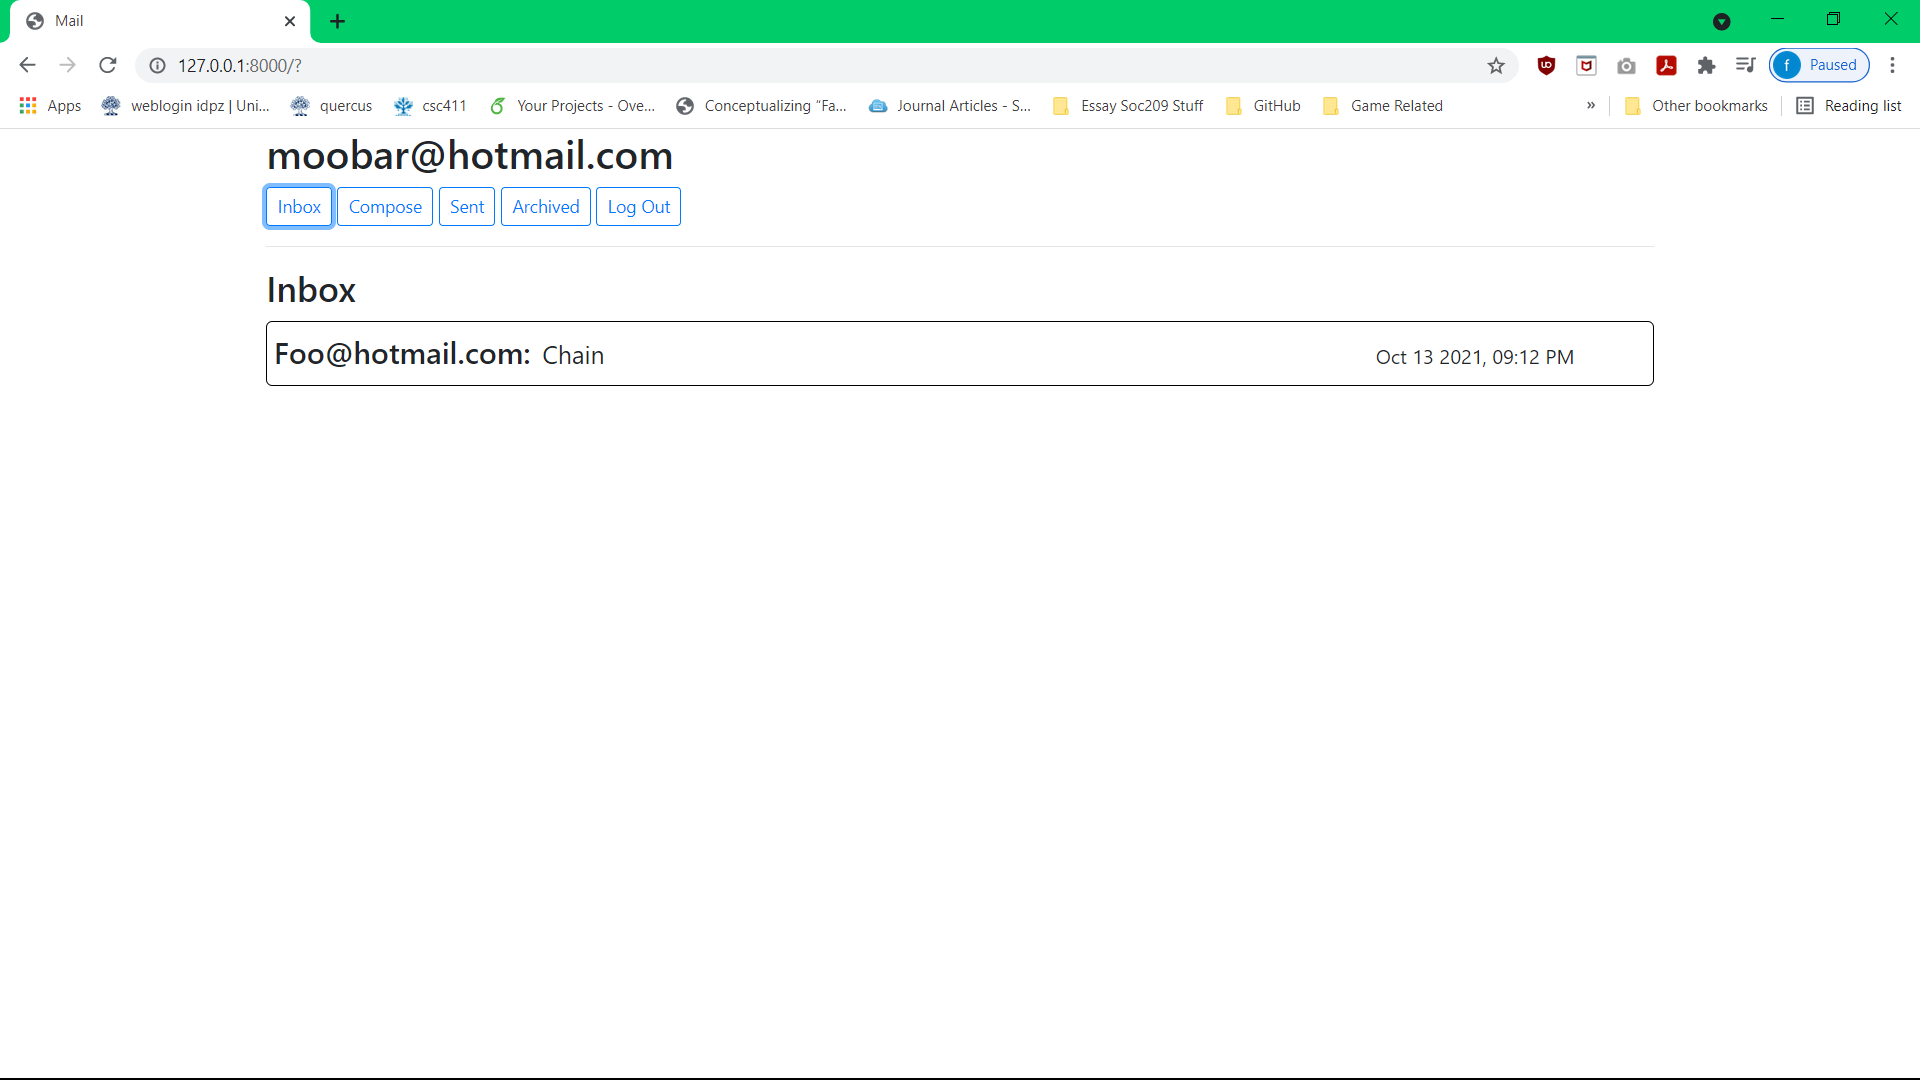 Mail
127.0.0.1:8000/?
f Paused
Apps weblogin idpz | Uni... quercus csc411 Your Projects - Ove... Conceptualizing “Fa... Journal Articles - S... Essay Soc209 Stuff GitHub Game Related » Other bookmarks Reading list
moobar@hotmail.com
Inbox Compose Sent Archived Log Out
Inbox
Foo@hotmail.com: Chain Oct 13 2021, 09:12 PM